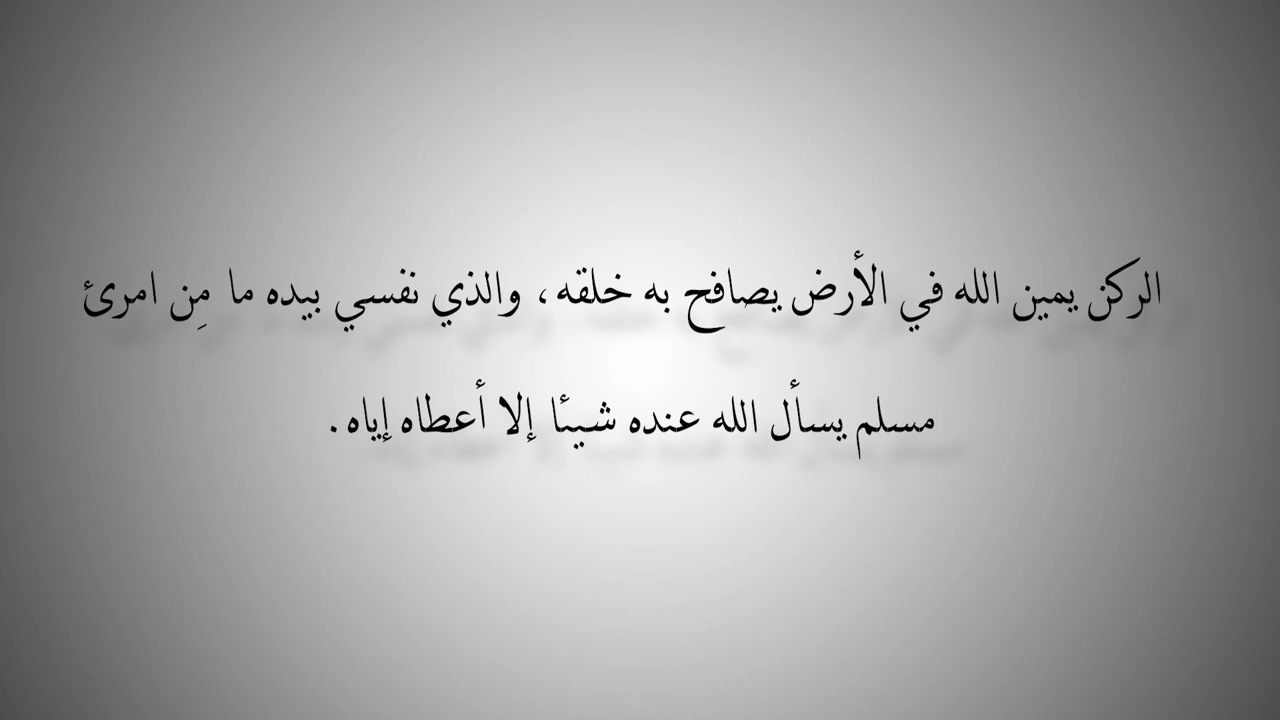 الركن يمين الله في الأرض يصافح به خلقه، والذي نفسي بيده ما مِن امرئ
مسلم يسأل الله عنده شيئا إلا أعطاه إياه.